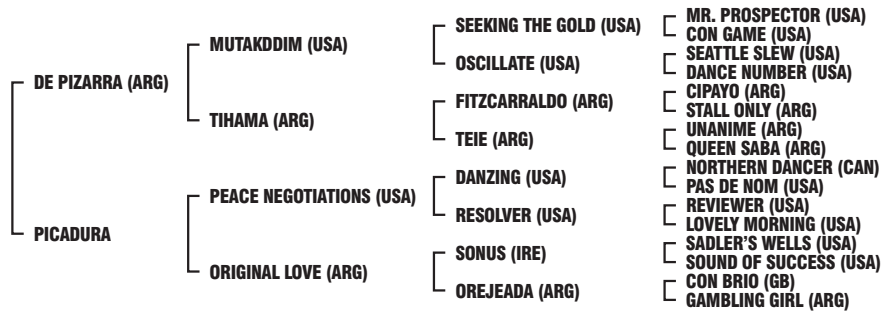 DE PIZARRA (ARG)
PICADURA
MUTAKDDIM (USA)
TIHAMA (ARG)
PEACE NEGOTIATIONS (USA)
ORIGINAL LOVE (ARG)
SEEKING THE GOLD (USA)
OSCILLATE (USA)
FITZCARRALDO (ARG)
TEIE (ARG)
DANZING (USA)
RESOLVER (USA)
SONUS (IRE)
OREJEADA (ARG)
MR. PROSPECTOR (USA)
CON GAME (USA)
SEATTLE SLEW (USA)
DANCE NUMBER (USA)
CIPAYO (ARG)
STALL ONLY (ARG)
UNANIME (ARG)
QUEEN SABA (ARG)
NORTHERN DANCER (CAN)
PAS DE NOM (USA)
REVIEWER (USA)
LOVELY MORNING (USA)
SADLER'S WELLS (USA)
SOUND OF SUCCESS (USA)
CON BRIO (GB)
GAMBLING GIRL (ARG)